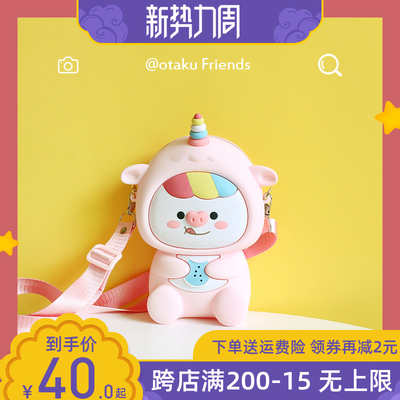 新势力周
@otaku Friends
到手价
¥40.0起
下单送运费险 领券再减2元
跨店满200-15 无上限